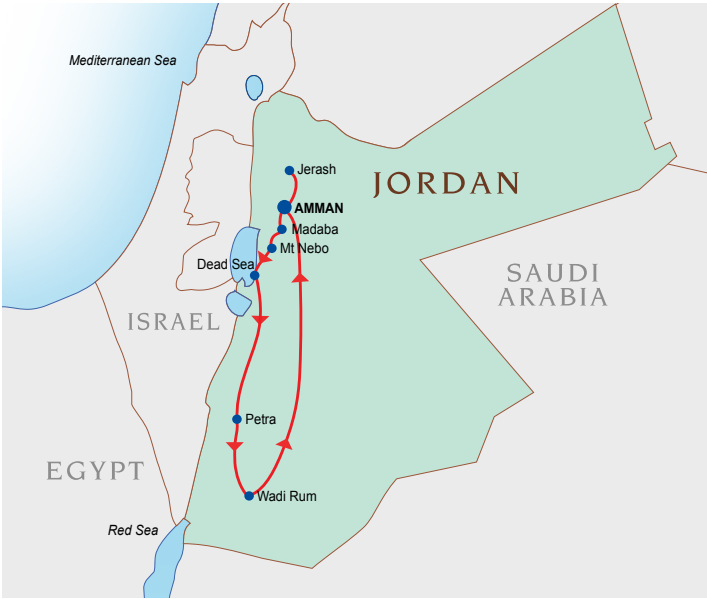 Mediterranean Sea
Jerash
JORDAN
AMMAN
Madaba
Mt Nebo
Dead Sea
SAUDI
ARABIA
ISRAEL
Petra
EGYPT
Wadi Rum
Red Sea